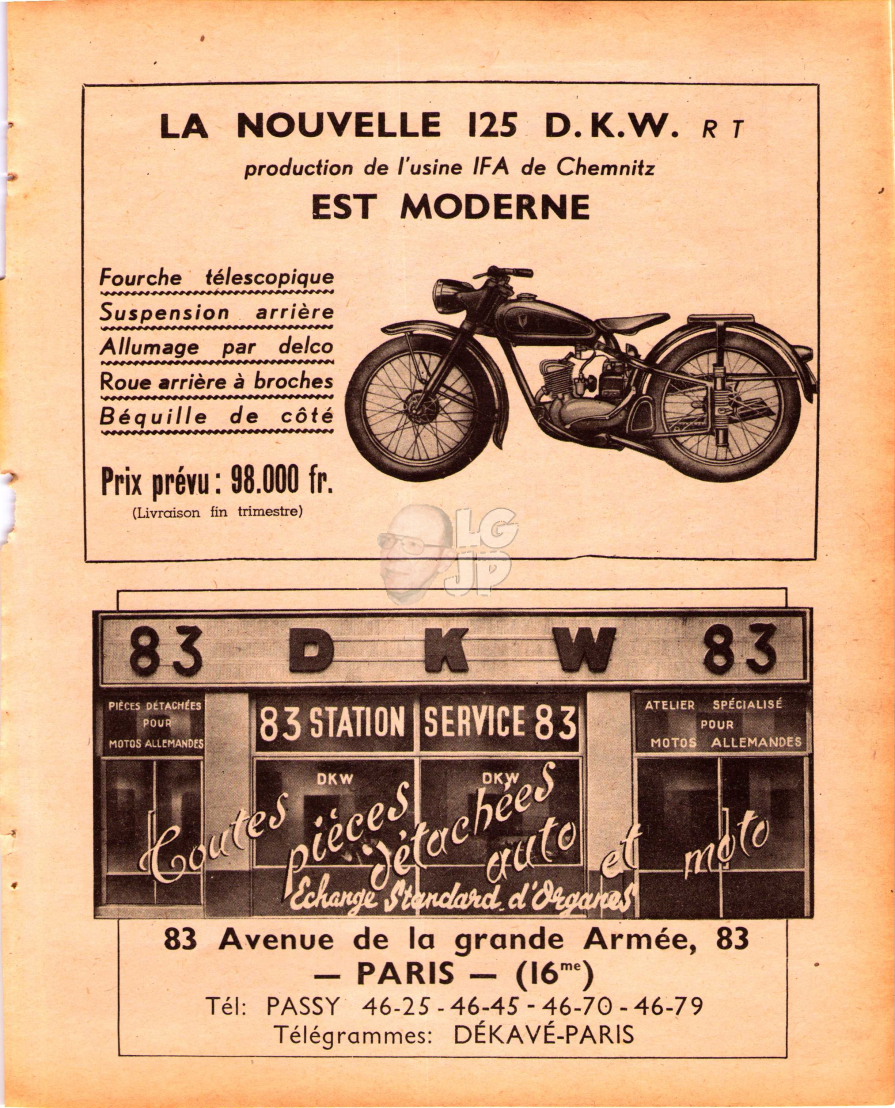 LA NOUVELLE 125 D.K.W. RT
production de l'usine IFA de Chemnitz
EST MODERNE
Fourche télescopique
Suspension arrière
Allumage par delco
Roue arrière à broches
Béquille de côté
Prix prévu : 98.000 fr.
(Livraison fin trimestre)
LG
JP
83 DKW 83
PIÈCES DÉTACHÉES
POUR
MOTOS ALLEMANDES
83 STATION SERVICE 83
ATELIER SPÉCIALISÉ
POUR
MOTOS ALLEMANDES
DKW DKW
Toutes pièces détachées auto et moto
Echange Standard d'Organes
83 Avenue de la grande Armée, 83
— PARIS — (16me)
Tél: PASSY 46-25 - 46-45 - 46-70 - 46-79
Télégrammes: DÉKAVÉ-PARIS